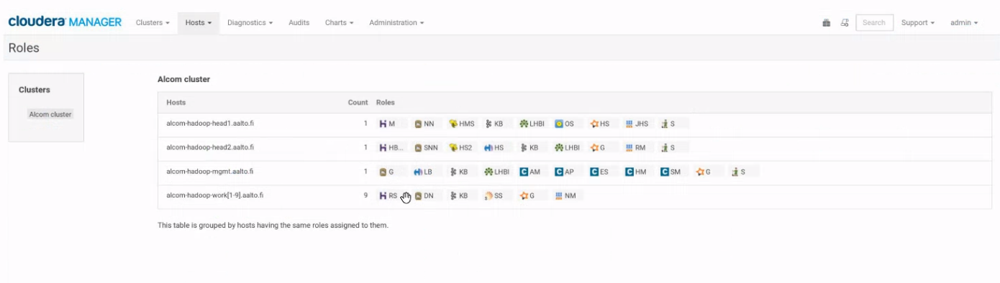 cloudera MANAGER Clusters Hosts Diagnostics Audits Charts Administration Search Support admin
Roles
Clusters
Alcom cluster
Alcom cluster
Hosts Count Roles
alcom-hadoop-head1.aalto.fi 1 M NN HMS KB LHBI OS HS JHS S
alcom-hadoop-head2.aalto.fi 1 HB... SNN HS2 HS KB LHBI G RM S
alcom-hadoop-mgmt.aalto.fi 1 G LB KB LHBI AM AP ES HM SM G S
alcom-hadoop-work[1-9].aalto.fi 9 RS DN KB SS G NM
This table is grouped by hosts having the same roles assigned to them.